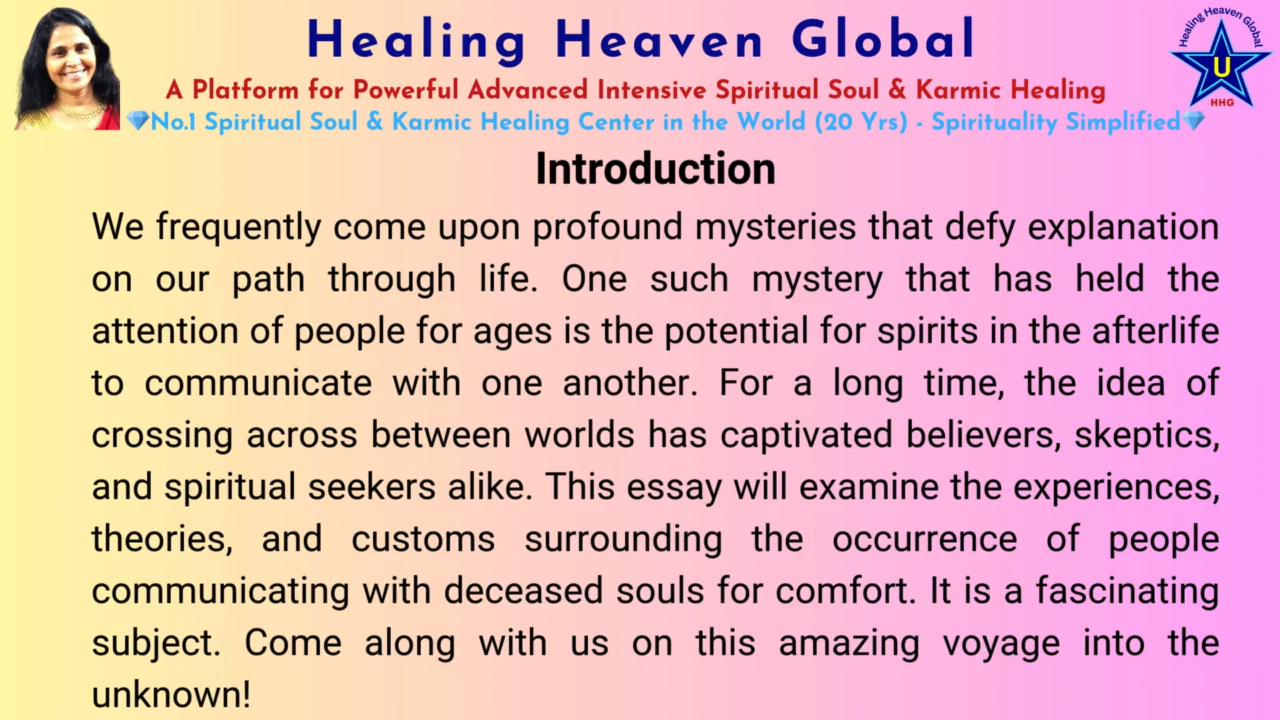 Healing Heaven Global
Healing Heaven Global
U
HHG
A Platform for Powerful Advanced Intensive Spiritual Soul & Karmic Healing
💎No.1 Spiritual Soul & Karmic Healing Center in the World (20 Yrs) - Spirituality Simplified💎
Introduction
We frequently come upon profound mysteries that defy explanation
on our path through life. One such mystery that has held the
attention of people for ages is the potential for spirits in the afterlife
to communicate with one another. For a long time, the idea of
crossing across between worlds has captivated believers, skeptics,
and spiritual seekers alike. This essay will examine the experiences,
theories, and customs surrounding the occurrence of people
communicating with deceased souls for comfort. It is a fascinating
subject. Come along with us on this amazing voyage into the
unknown!